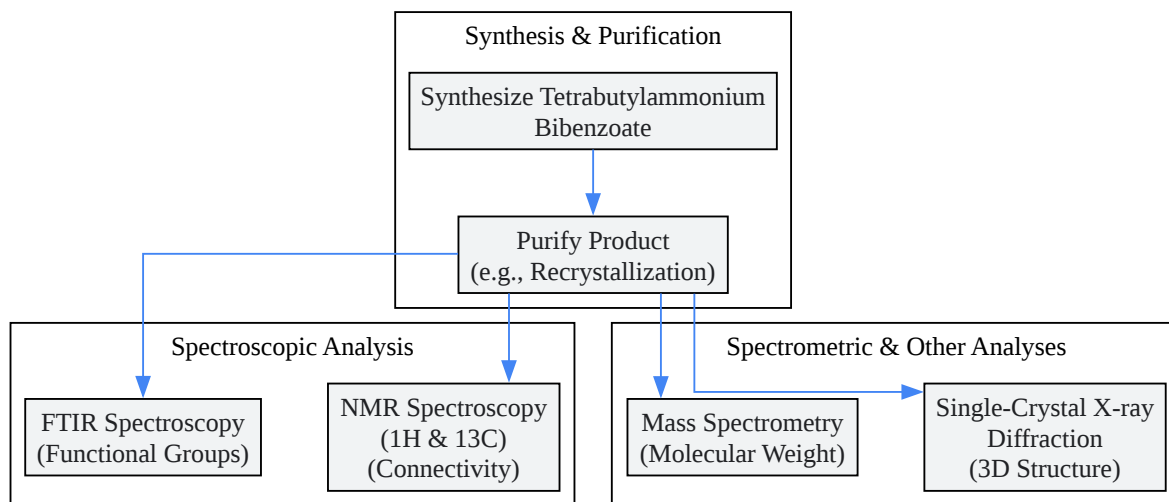 Synthesis & Purification
Synthesize Tetrabutylammonium
Bibenzoate
Purify Product
(e.g., Recrystallization)
Spectroscopic Analysis
FTIR Spectroscopy
(Functional Groups)
NMR Spectroscopy
(1H & 13C)
(Connectivity)
Spectrometric & Other Analyses
Mass Spectrometry
(Molecular Weight)
Single-Crystal X-ray
Diffraction
(3D Structure)